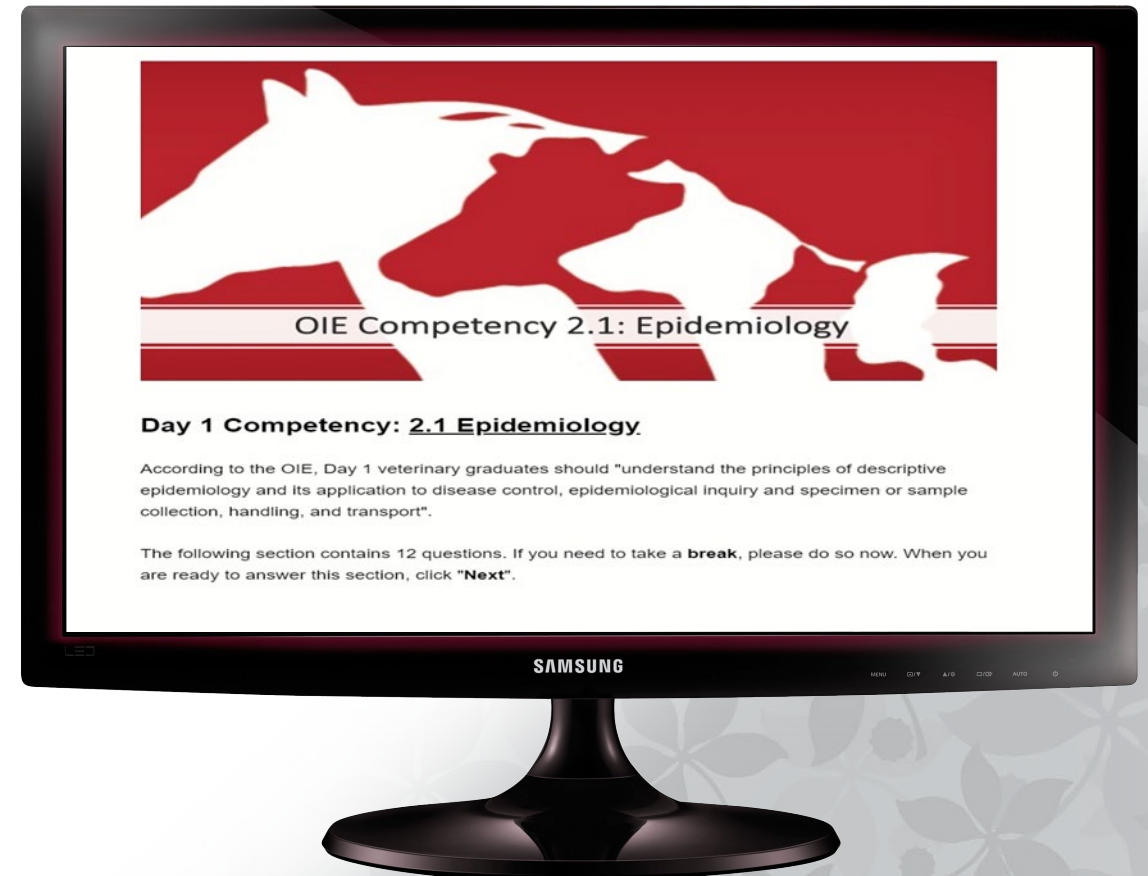 OIE Competency 2.1: Epidemiology
Day 1 Competency: 2.1 Epidemiology
According to the OIE, Day 1 veterinary graduates should "understand the principles of descriptive
epidemiology and its application to disease control, epidemiological inquiry and specimen or sample
collection, handling, and transport".
The following section contains 12 questions. If you need to take a break, please do so now. When you
are ready to answer this section, click "Next".
LED
SAMSUNG
MENU
AUTO